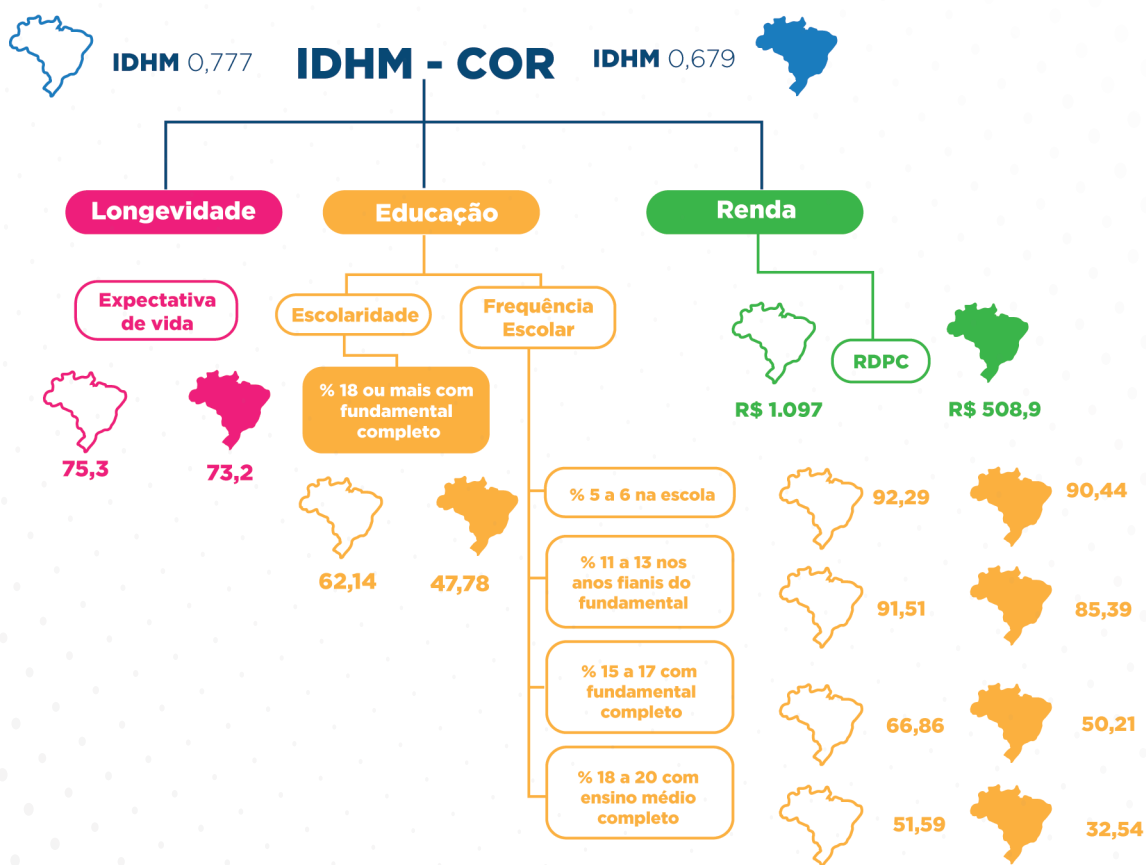 IDHM 0,777
IDHM - COR
IDHM 0,679
Longevidade
Educação
Renda
Expectativa
de vida
75,3
73,2
Escolaridade
% 18 ou mais com
fundamental
completo
62,14
47,78
Frequência
Escolar
RDPC
R$ 1.097
R$ 508,9
% 5 a 6 na escola
92,29
90,44
% 11 a 13 nos
anos fianis do
fundamental
91,51
85,39
% 15 a 17 com
fundamental
completo
66,86
50,21
% 18 a 20 com
ensino médio
completo
51,59
32,54